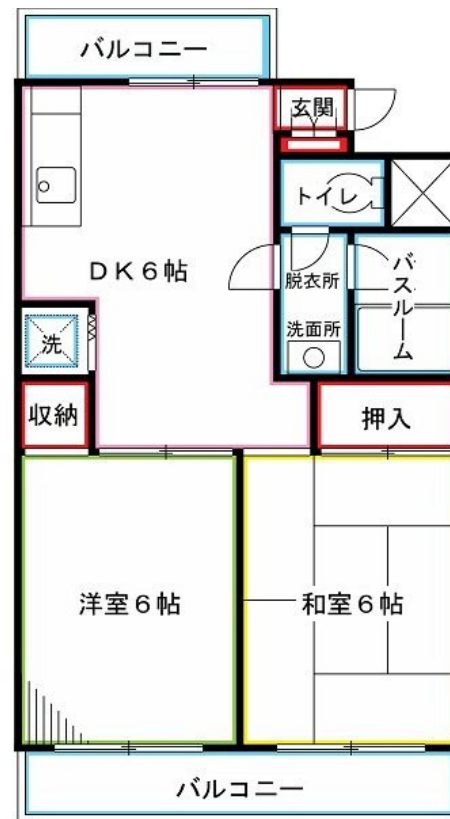 バルコニー
玄関
トイレ
DK6帖
脱衣所
洗面所
バスルーム
洗
収納
押入
洋室6帖
和室6帖
バルコニー